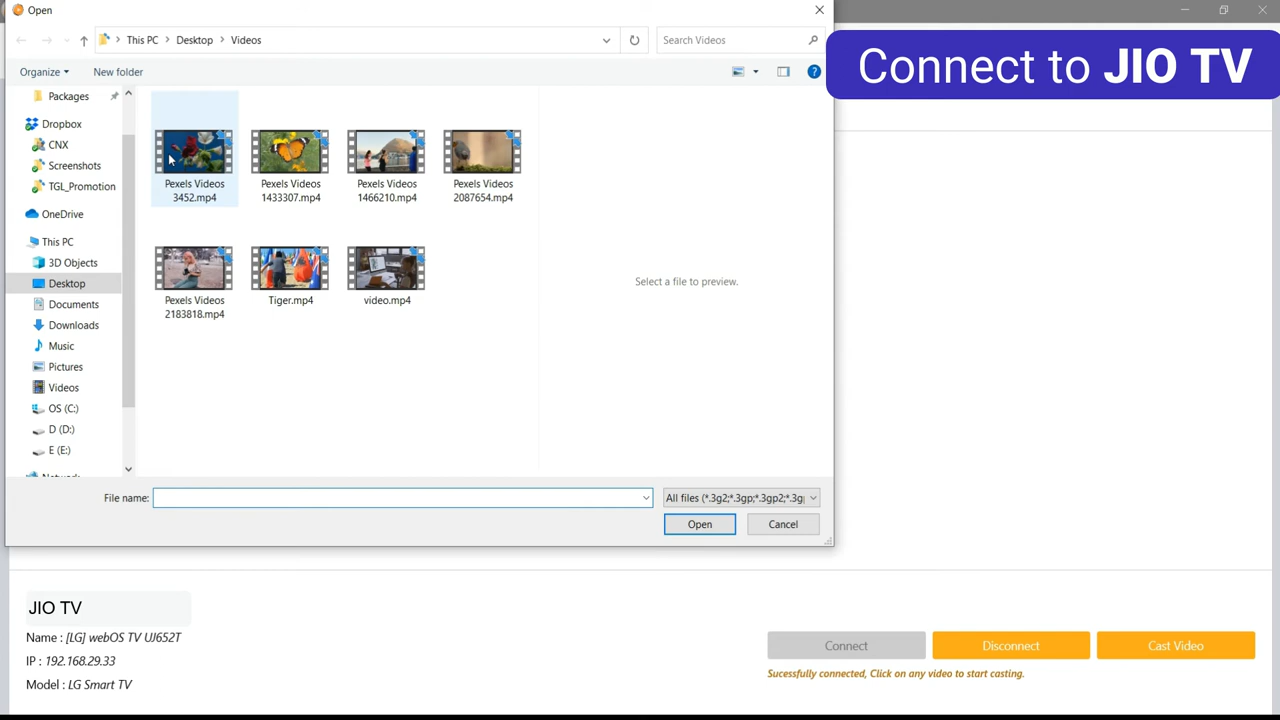 Open
This PC > Desktop > Videos
Search Videos
Connect to JIO TV
Organize
New folder
Packages
Dropbox
CNX
Screenshots
TGL_Promotion
OneDrive
This PC
3D Objects
Desktop
Documents
Downloads
Music
Pictures
Videos
OS (C:)
D (D:)
E (E:)
Pexels Videos
3452.mp4
Pexels Videos
1433307.mp4
Pexels Videos
1466210.mp4
Pexels Videos
2087654.mp4
Pexels Videos
2183818.mp4
Tiger.mp4
video.mp4
Select a file to preview.
File name:
All files (*.3g2;*.3gp;*.3gp2;*.3g
Open
Cancel
JIO TV
Name : [LG] webOS TV UJ652T
IP : 192.168.29.33
Model : LG Smart TV
Connect
Disconnect
Cast Video
Sucessfully connected, Click on any video to start casting.